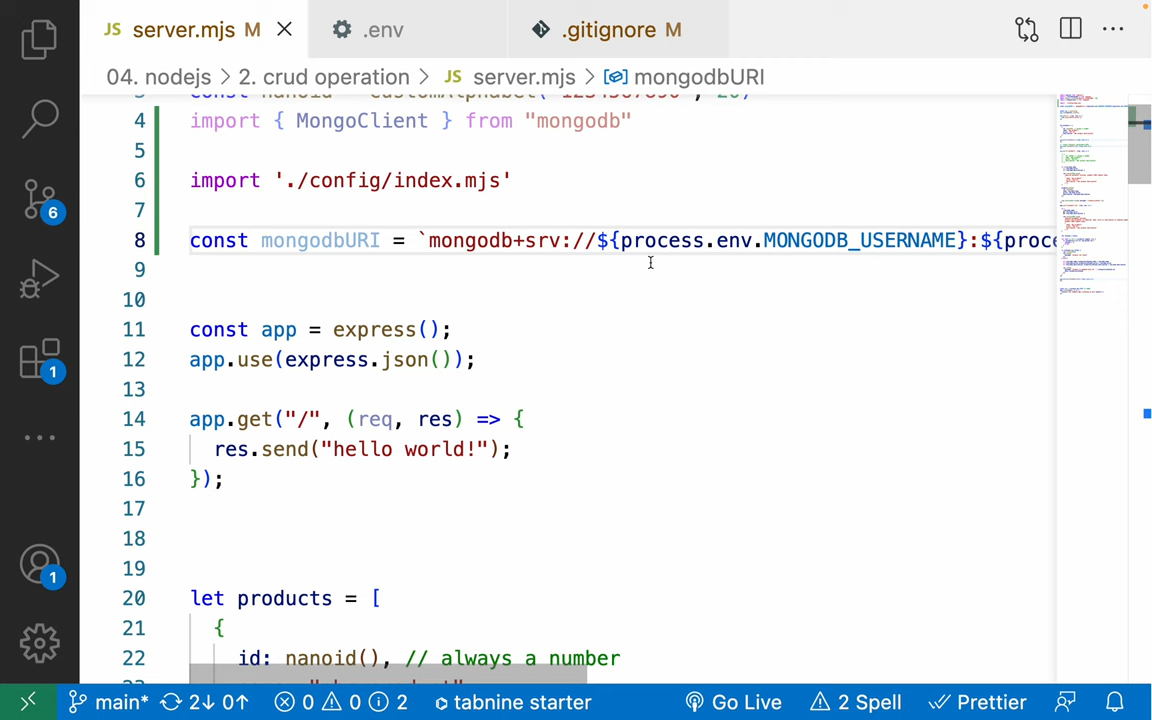 JS server.mjs M
.env
.gitignore M
04. nodejs > 2. crud operation > JS server.mjs > mongodbURI
4 import { MongoClient } from "mongodb"
5
6 import './config/index.mjs'
7
8 const mongodbURI = `mongodb+srv://${process.env.MONGODB_USERNAME}:${proce
9
10
11 const app = express();
12 app.use(express.json());
13
14 app.get("/", (req, res) => {
15 res.send("hello world!");
16 });
17
18
19
20 let products = [
21 {
22 id: nanoid(), // always a number
6
1
1
main* 2↓ 0↑ 0 0 2 tabnine starter Go Live 2 Spell Prettier